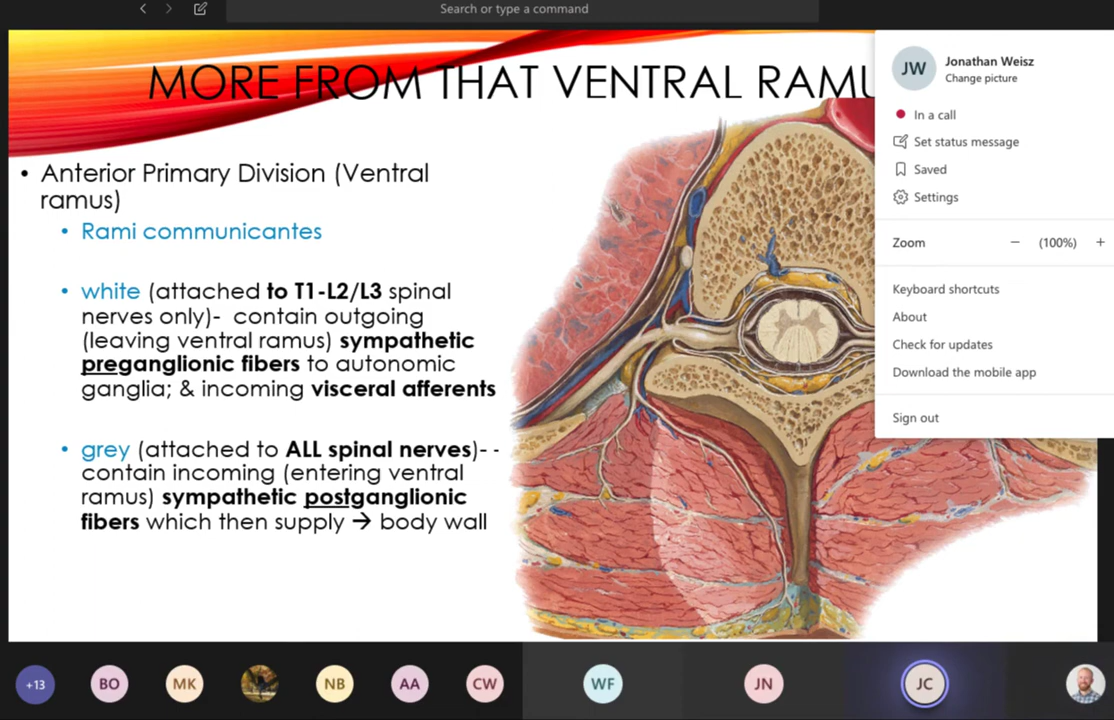 Search or type a command
MORE FROM THAT VENTRAL RAMU
JW
Jonathan Weisz
Change picture
In a call
Set status message
Saved
Settings
Zoom − (100%) +
Keyboard shortcuts
About
Check for updates
Download the mobile app
Sign out
• Anterior Primary Division (Ventral
ramus)
• Rami communicantes
• white (attached to T1-L2/L3 spinal
nerves only)- contain outgoing
(leaving ventral ramus) sympathetic
preganglionic fibers to autonomic
ganglia; & incoming visceral afferents
• grey (attached to ALL spinal nerves)- -
contain incoming (entering ventral
ramus) sympathetic postganglionic
fibers which then supply → body wall
+13 BO MK NB AA CW WF JN JC